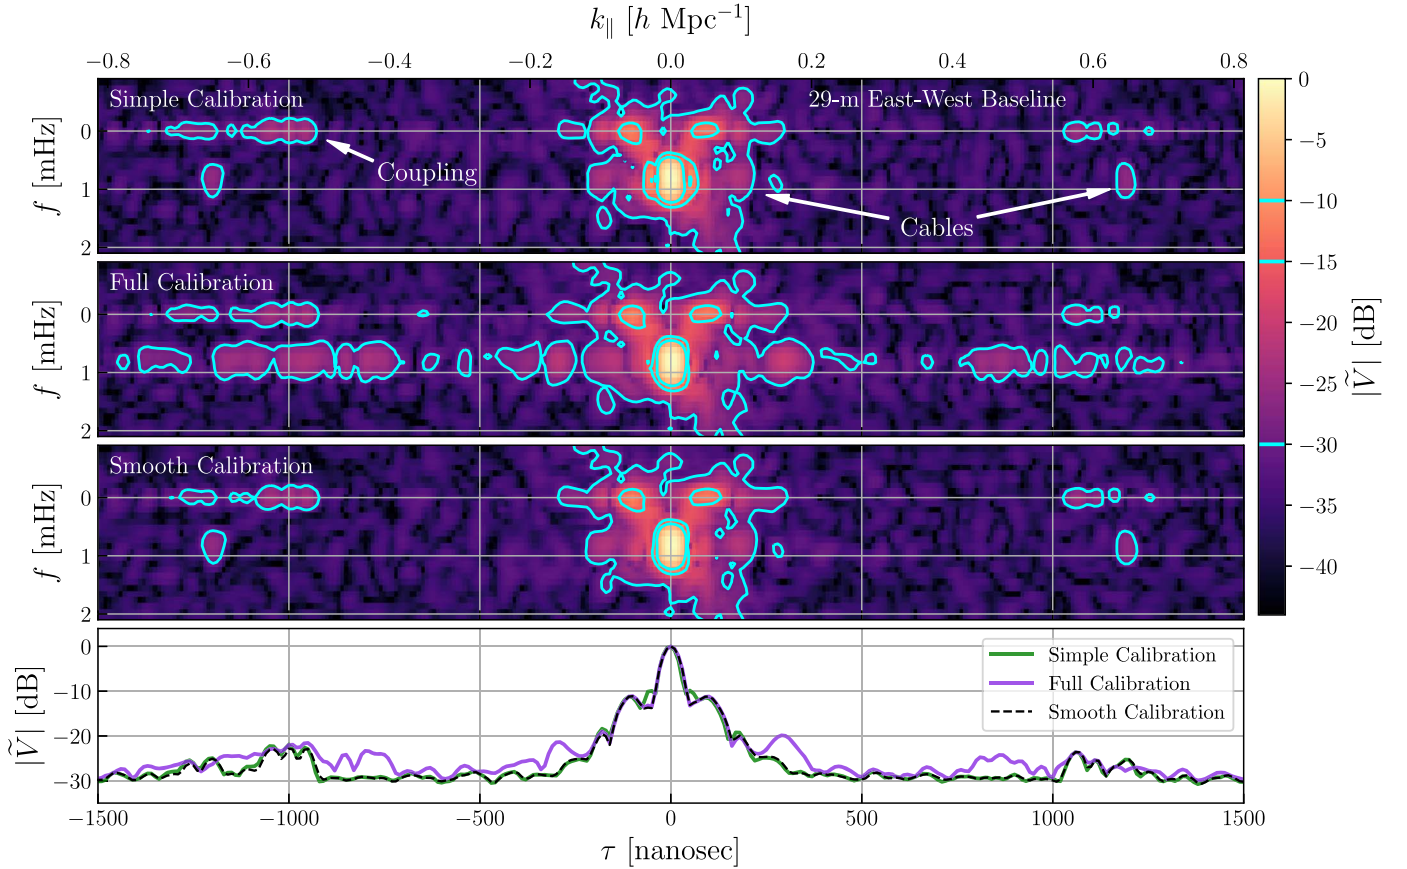 k∥ [h Mpc−1]
−0.8 −0.6 −0.4 −0.2 0.0 0.2 0.4 0.6 0.8
Simple Calibration
29-m East-West Baseline
Coupling
Cables
f [mHz]
0
1
2
Full Calibration
f [mHz]
0
1
2
Smooth Calibration
f [mHz]
0
1
2
0
−5
−10
−15
−20
−25
−30
−35
−40
|Ṽ| [dB]
|Ṽ| [dB]
0
−10
−20
−30
Simple Calibration
Full Calibration
Smooth Calibration
−1500 −1000 −500 0 500 1000 1500
τ [nanosec]